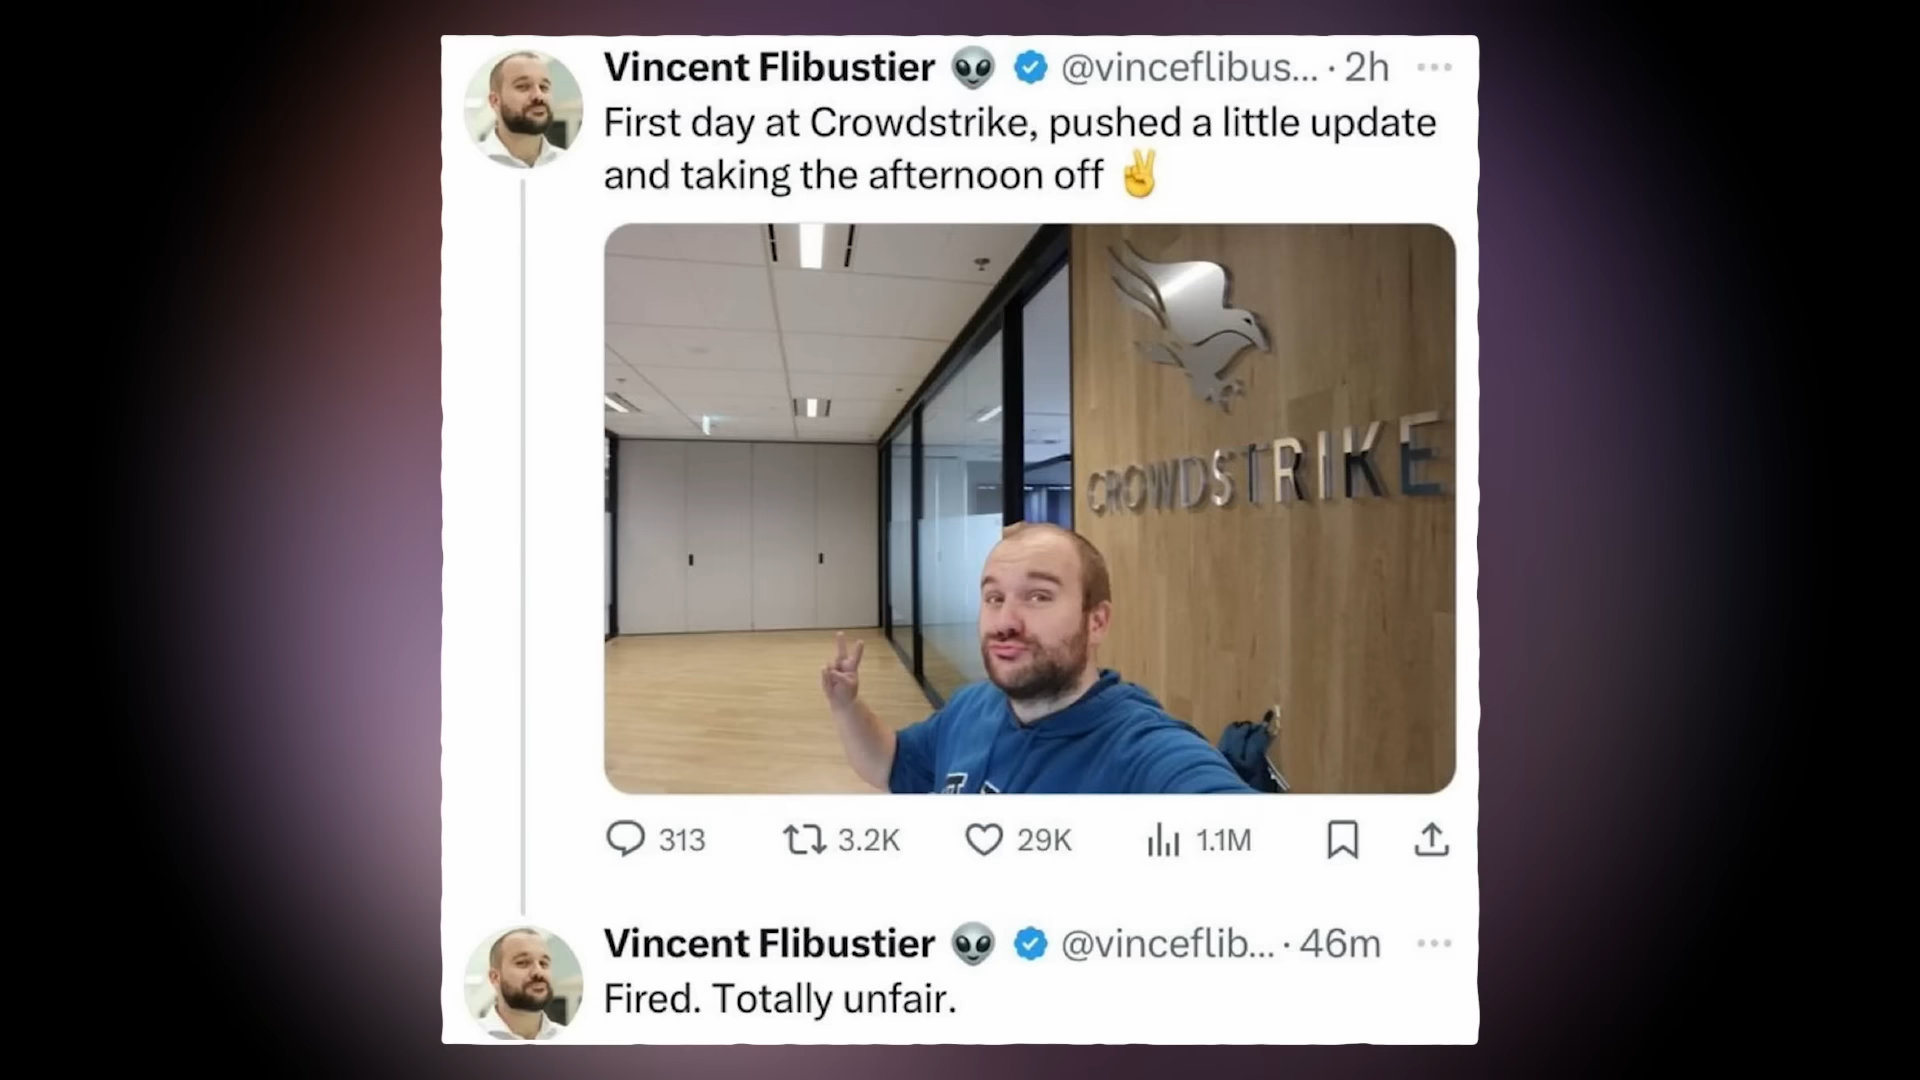 Vincent Flibustier 👽 @vinceflibus... · 2h
First day at Crowdstrike, pushed a little update
and taking the afternoon off ✌️
CROWDSTRIKE
313 3.2K 29K 1.1M
Vincent Flibustier 👽 @vinceflib... · 46m
Fired. Totally unfair.